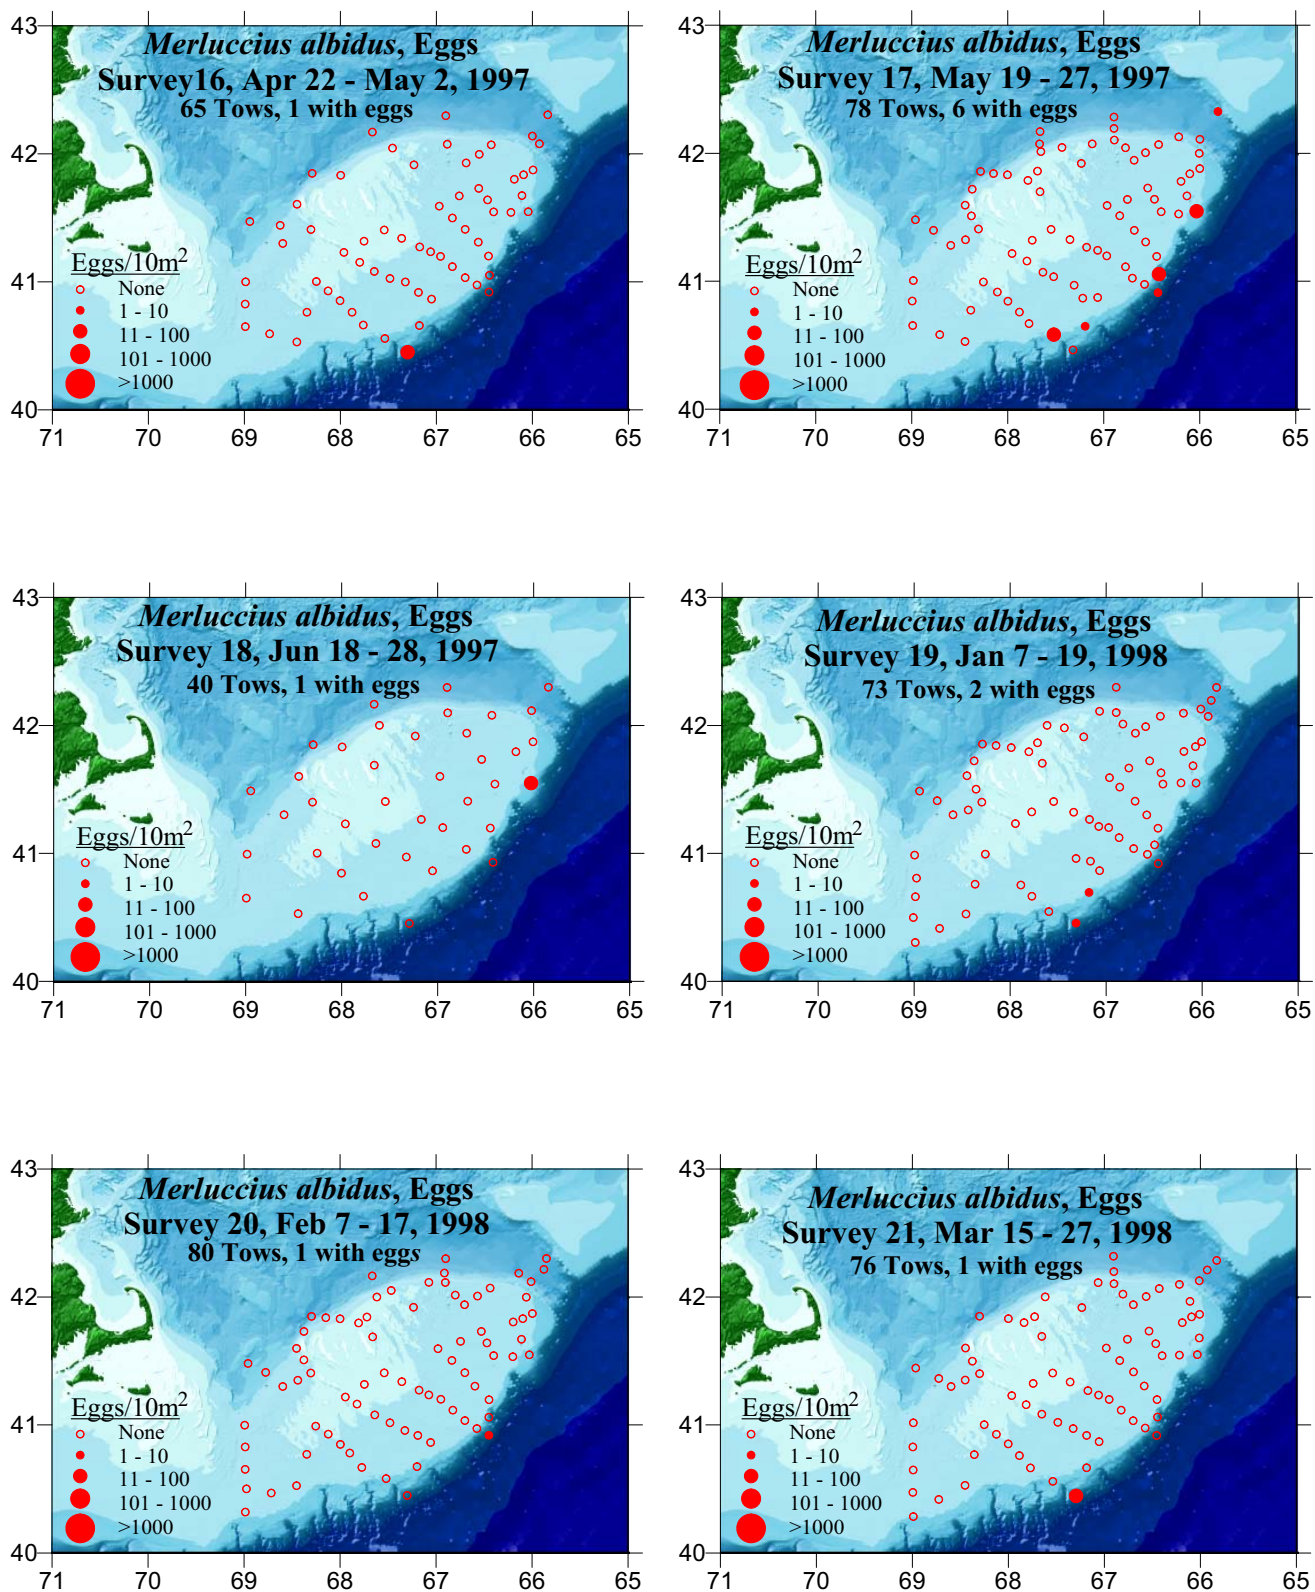 Merluccius albidus, Eggs
Survey16, Apr 22 - May 2, 1997
65 Tows, 1 with eggs
43
42
41
40
Eggs/10m2
None
1 - 10
11 - 100
101 - 1000
>1000
71 70 69 68 67 66 65
Merluccius albidus, Eggs
Survey 17, May 19 - 27, 1997
78 Tows, 6 with eggs
43
42
41
40
Eggs/10m2
None
1 - 10
11 - 100
101 - 1000
>1000
71 70 69 68 67 66 65
Merluccius albidus, Eggs
Survey 18, Jun 18 - 28, 1997
40 Tows, 1 with eggs
43
42
41
40
Eggs/10m2
None
1 - 10
11 - 100
101 - 1000
>1000
71 70 69 68 67 66 65
Merluccius albidus, Eggs
Survey 19, Jan 7 - 19, 1998
73 Tows, 2 with eggs
43
42
41
40
Eggs/10m2
None
1 - 10
11 - 100
101 - 1000
>1000
71 70 69 68 67 66 65
Merluccius albidus, Eggs
Survey 20, Feb 7 - 17, 1998
80 Tows, 1 with eggs
43
42
41
40
Eggs/10m2
None
1 - 10
11 - 100
101 - 1000
>1000
71 70 69 68 67 66 65
Merluccius albidus, Eggs
Survey 21, Mar 15 - 27, 1998
76 Tows, 1 with eggs
43
42
41
40
Eggs/10m2
None
1 - 10
11 - 100
101 - 1000
>1000
71 70 69 68 67 66 65